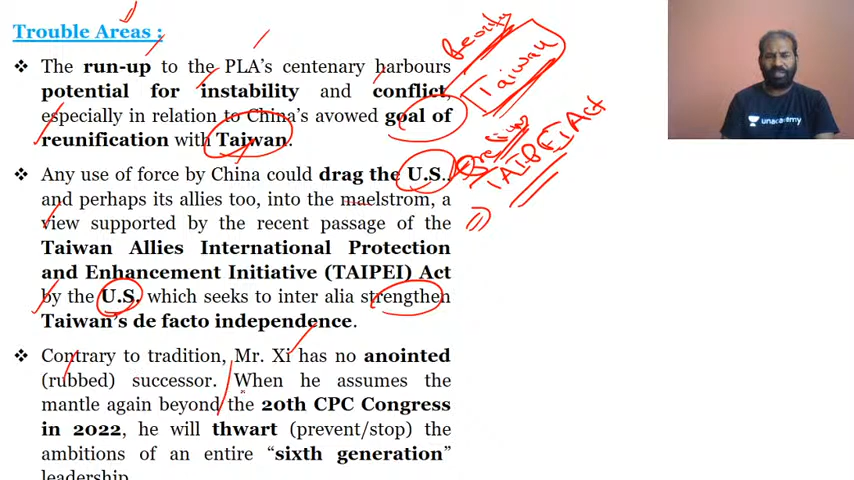 Trouble Areas :
❖ The run-up to the PLA's centenary harbours
potential for instability and conflict,
especially in relation to China's avowed goal of
reunification with Taiwan.
❖ Any use of force by China could drag the U.S.,
and perhaps its allies too, into the maelstrom, a
view supported by the recent passage of the
Taiwan Allies International Protection
and Enhancement Initiative (TAIPEI) Act
by the U.S. which seeks to inter alia strengthen
Taiwan's de facto independence.
❖ Contrary to tradition, Mr. Xi has no anointed
(rubbed) successor. When he assumes the
mantle again beyond the 20th CPC Congress
in 2022, he will thwart (prevent/stop) the
ambitions of an entire "sixth generation"
leadership.
Taiwan
TAIPEI Act
unacademy